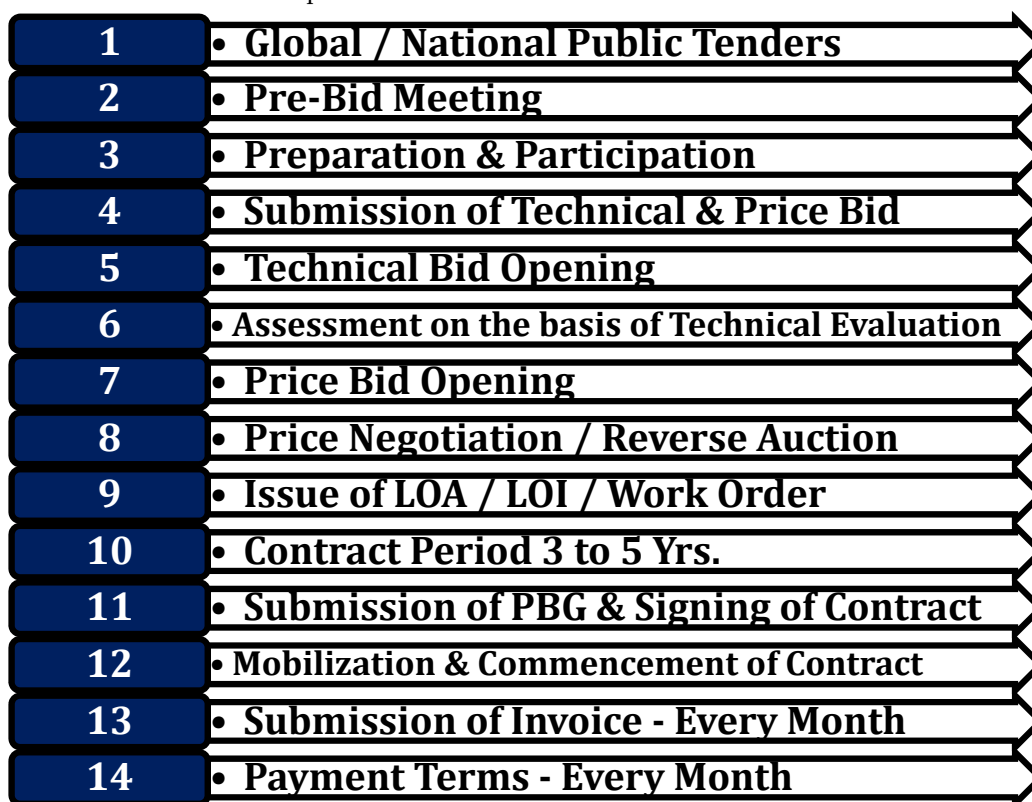 1 • Global / National Public Tenders
2 • Pre-Bid Meeting
3 • Preparation & Participation
4 • Submission of Technical & Price Bid
5 • Technical Bid Opening
6 • Assessment on the basis of Technical Evaluation
7 • Price Bid Opening
8 • Price Negotiation / Reverse Auction
9 • Issue of LOA / LOI / Work Order
10 • Contract Period 3 to 5 Yrs.
11 • Submission of PBG & Signing of Contract
12 • Mobilization & Commencement of Contract
13 • Submission of Invoice - Every Month
14 • Payment Terms - Every Month